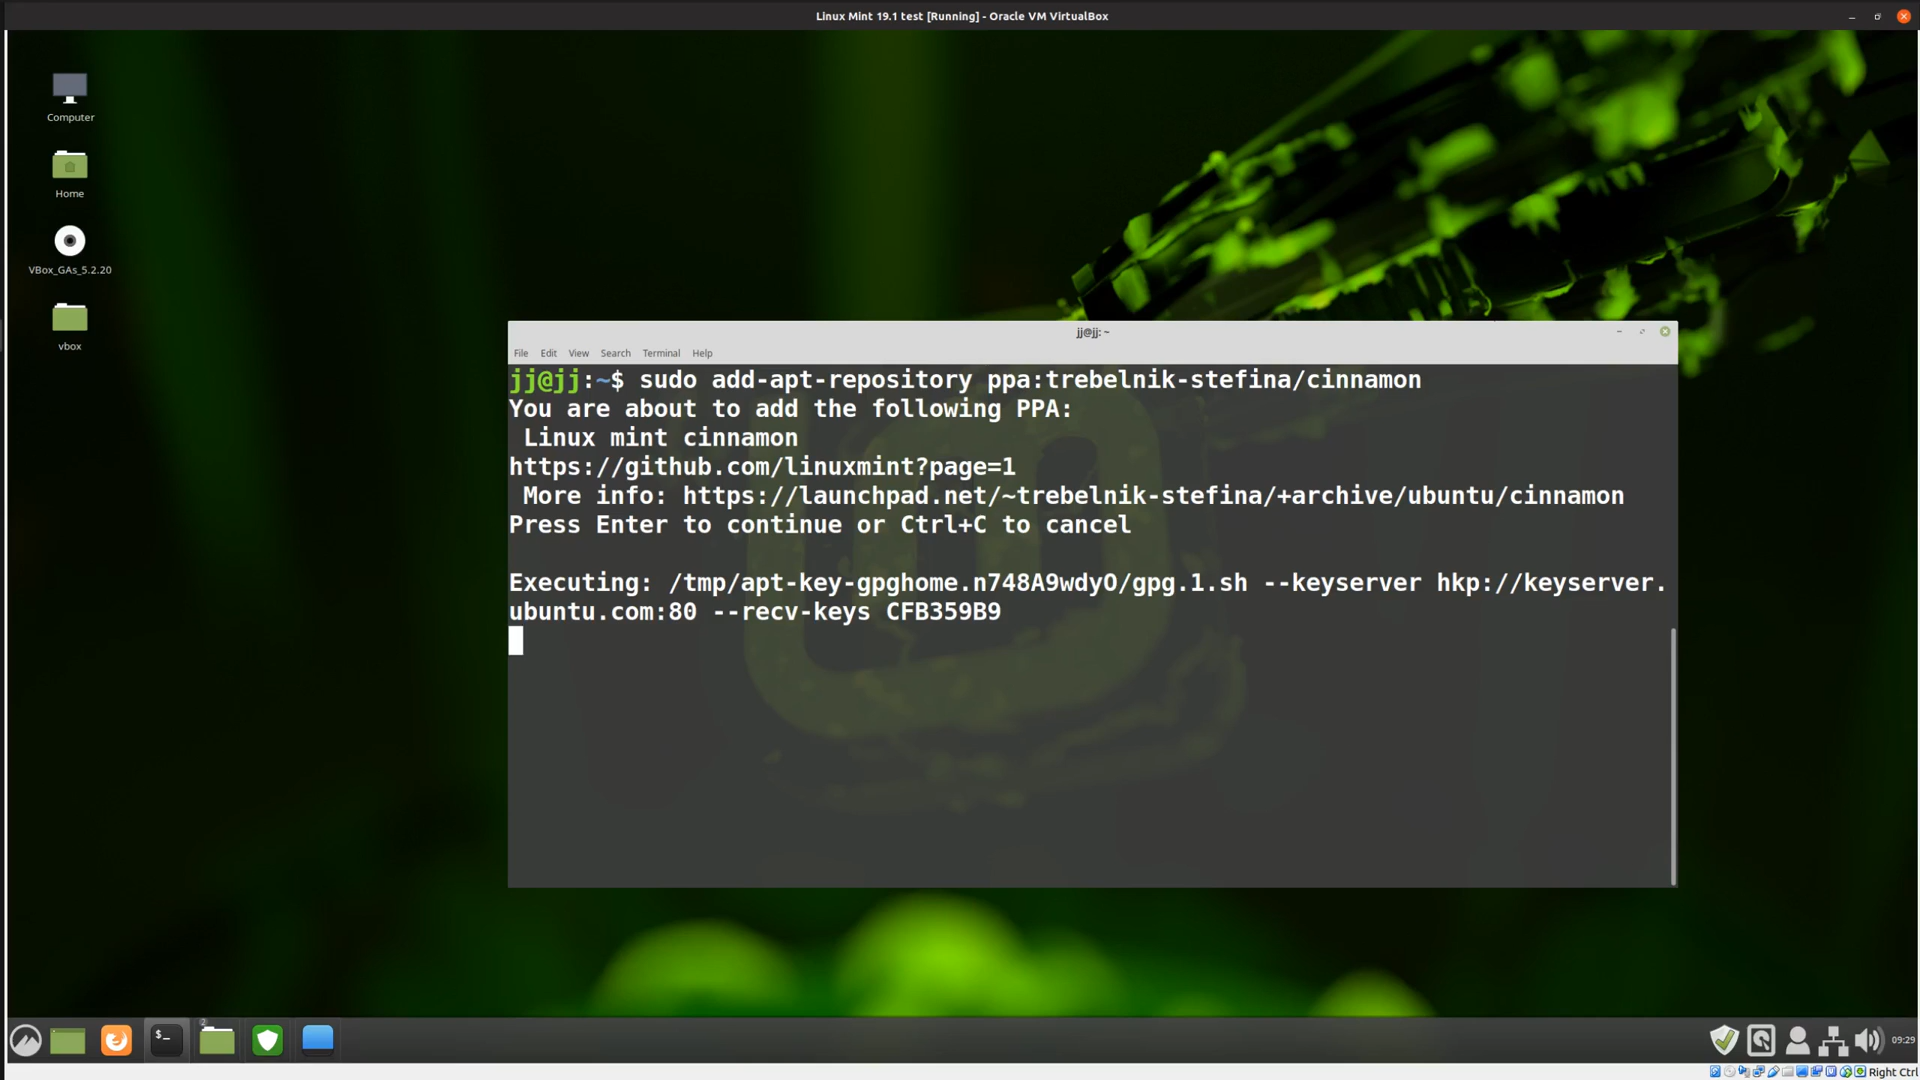 Linux Mint 19.1 test [Running] - Oracle VM VirtualBox
Computer
Home
VBox_GAs_5.2.20
vbox
jj@jj: ~
File Edit View Search Terminal Help
jj@jj:~$ sudo add-apt-repository ppa:trebelnik-stefina/cinnamon
You are about to add the following PPA:
Linux mint cinnamon
https://github.com/linuxmint?page=1
More info: https://launchpad.net/~trebelnik-stefina/+archive/ubuntu/cinnamon
Press Enter to continue or Ctrl+C to cancel
Executing: /tmp/apt-key-gpghome.n748A9wdyO/gpg.1.sh --keyserver hkp://keyserver.
ubuntu.com:80 --recv-keys CFB359B9
$_
2
09:29
Right Ctrl